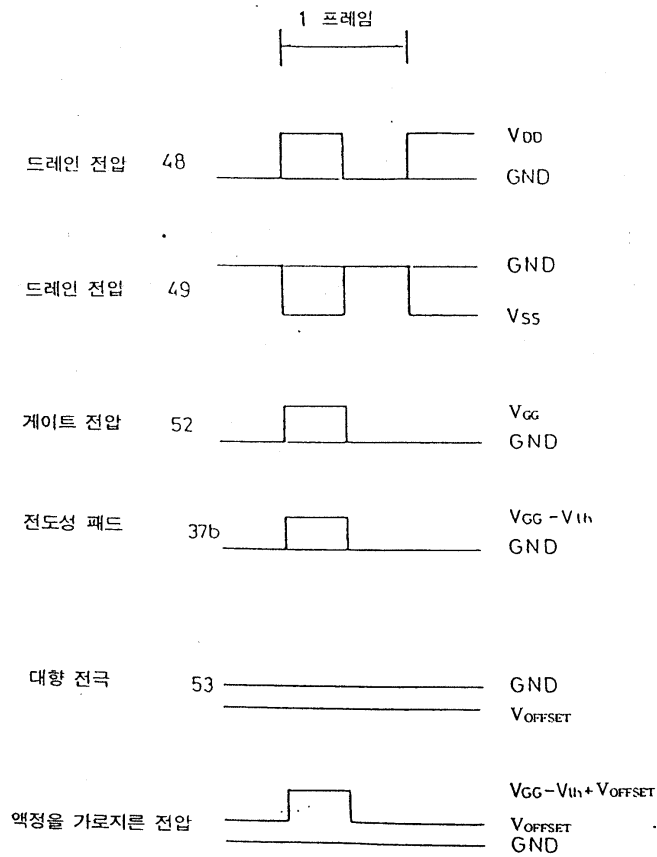 1 프레임
VDD
드레인 전압 48
GND
GND
드레인 전입 49
VSS
게이트 전압 52
VGG
GND
전도성 패드
37b
VGG -Vth
GND
대향 전극 53
GND
VOFFSET
VGG-Vth+VOFFSET
액정을 가로지른 전압
VOFFSET
GND